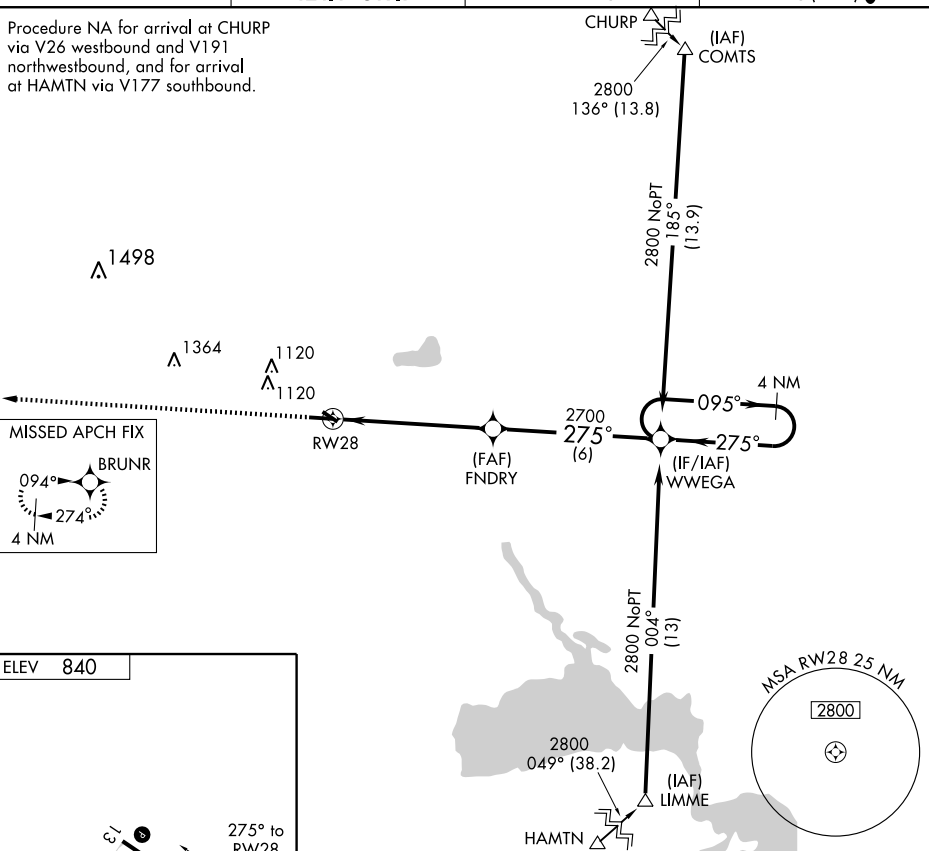 Procedure NA for arrival at CHURP
via V26 westbound and V191
northwestbound, and for arrival
at HAMTN via V177 southbound.
CHURP
(IAF)
COMTS
2800
136° (13.8)
2800 NoPT
185°
(13.9)
1498
1364
1120
1120
4 NM
095°
275°
RW28
2700
275°
(6)
(FAF)
FNDRY
(IF/IAF)
WWEGA
MISSED APCH FIX
BRUNR
094°
274°
4 NM
2800 NoPT
004°
(13)
ELEV 840
MSA RW28 25 NM
2800
2800
049° (38.2)
(IAF)
LIMME
HAMTN
13
P
275° to
RW28